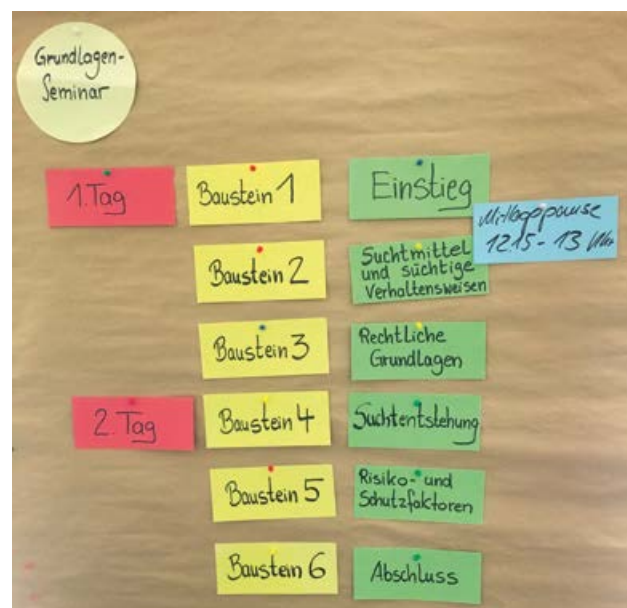 Grundlagen-
Seminar
1. Tag
Baustein 1
Einstieg
Mittagspause
12.15 - 13 Uhr
Baustein 2
Suchtmittel
und süchtige
Verhaltensweisen
Baustein 3
Rechtliche
Grundlagen
2. Tag
Baustein 4
Suchtentstehung
Baustein 5
Risiko- und
Schutzfaktoren
Baustein 6
Abschluss